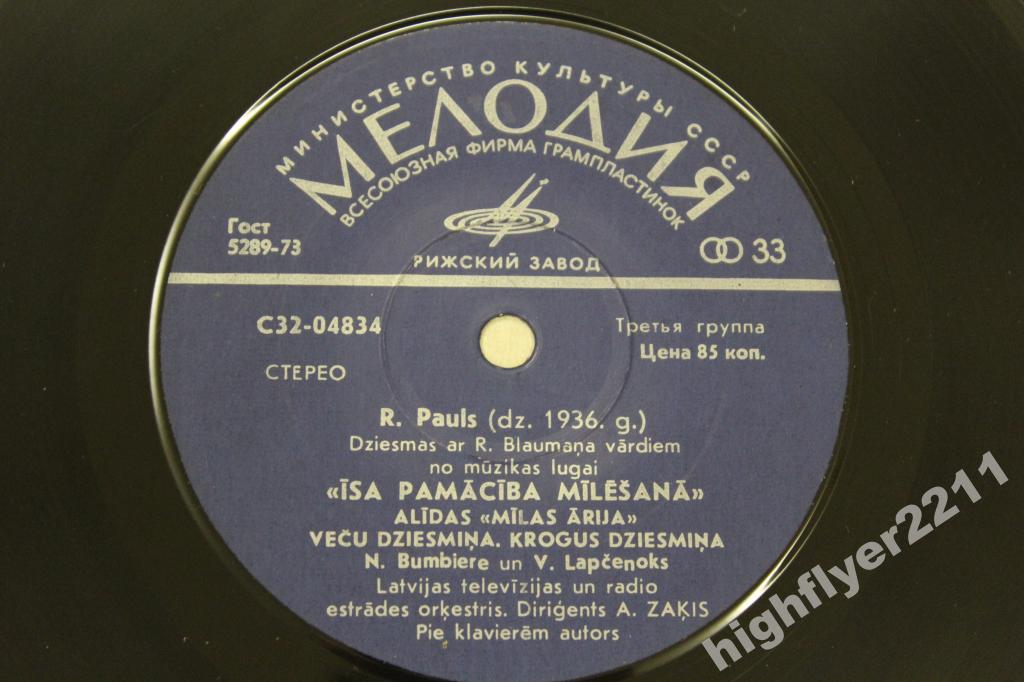 МИНИСТЕРСТВО КУЛЬТУРЫ СССР
МЕЛОДИЯ
ВСЕСОЮЗНАЯ ФИРМА ГРАМПЛАСТИНОК
Гост
5289-73
33
РИЖСКИЙ ЗАВОД
С32-04834
Третья группа
Цена 85 коп.
СТЕРЕО
R. Pauls (dz. 1936. g.)
Dziesmas ar R. Blaumaņa vārdiem
no mūzikas lugai
«ĪSA PAMĀCĪBA MĪLĒŠANĀ»
ALĪDAS «MĪLAS ĀRIJA»
VEČU DZIESMIŅA. KROGUS DZIESMIŅA
N. Bumbiere un V. Lapčenoks
Latvijas televīzijas un radio
estrādes orķestris. Diriģents A. ZAĶIS
Pie klavierēm autors
highflyer2211